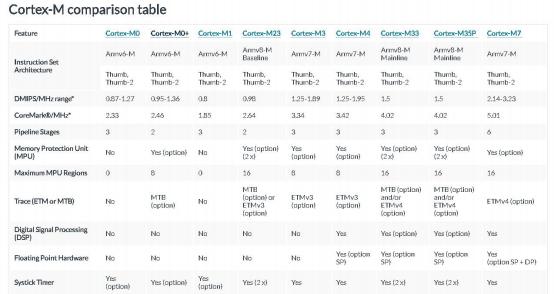 Cortex-M comparison table
Feature Cortex-M0 Cortex-M0+ Cortex-M1 Cortex-M23 Cortex-M3 Cortex-M4 Cortex-M33 Cortex-M35P Cortex-M7
Instruction Set Architecture Armv6-M Armv6-M Armv6-M Armv8-M Baseline Armv7-M Armv7-M Armv8-M Mainline Armv8-M Mainline Armv7-M
Thumb, Thumb-2 Thumb, Thumb-2 Thumb, Thumb-2 Thumb, Thumb-2 Thumb, Thumb-2 Thumb, Thumb-2 Thumb, Thumb-2 Thumb, Thumb-2 Thumb, Thumb-2
DMIPS/MHz range* 0.87-1.27 0.95-1.36 0.8 0.98 1.25-1.89 1.25-1.95 1.5 1.5 2.14-3.23
CoreMark®/MHz* 2.33 2.46 1.85 2.64 3.34 3.42 4.02 4.02 5.01
Pipeline Stages 3 2 3 2 3 3 3 3 6
Memory Protection Unit (MPU) No Yes (option) No Yes (option) (2 x) Yes (option) Yes (option) Yes (option) (2 x) Yes (option) (2 x) Yes (option)
Maximum MPU Regions 0 8 0 16 8 8 16 16 16
Trace (ETM or MTB) No MTB (option) No MTB (option) or ETMv3 (option) ETMv3 (option) ETMv3 (option) MTB (option) and/or ETMv4 (option) MTB (option) and/or ETMv4 (option) ETMv4 (option)
Digital Signal Processing (DSP) No No No No No Yes Yes (option) Yes (option) Yes
Floating Point Hardware No No No No No Yes (option SP) Yes (option SP) Yes (option SP) Yes (option SP + DP)
Systick Timer Yes (option) Yes (option) Yes (option) Yes (2 x) Yes Yes Yes (2 x) Yes (2 x) Yes